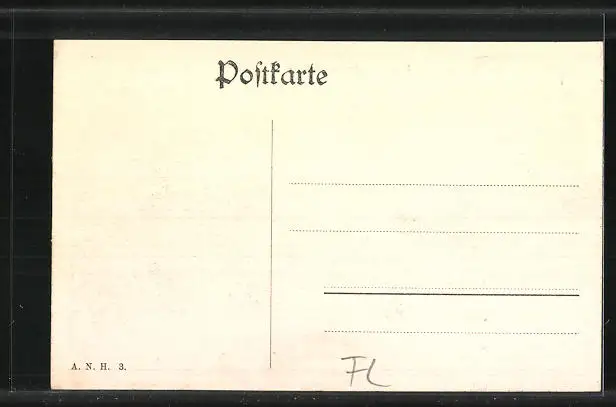 Postkarte
A. N. H. 3.
FL